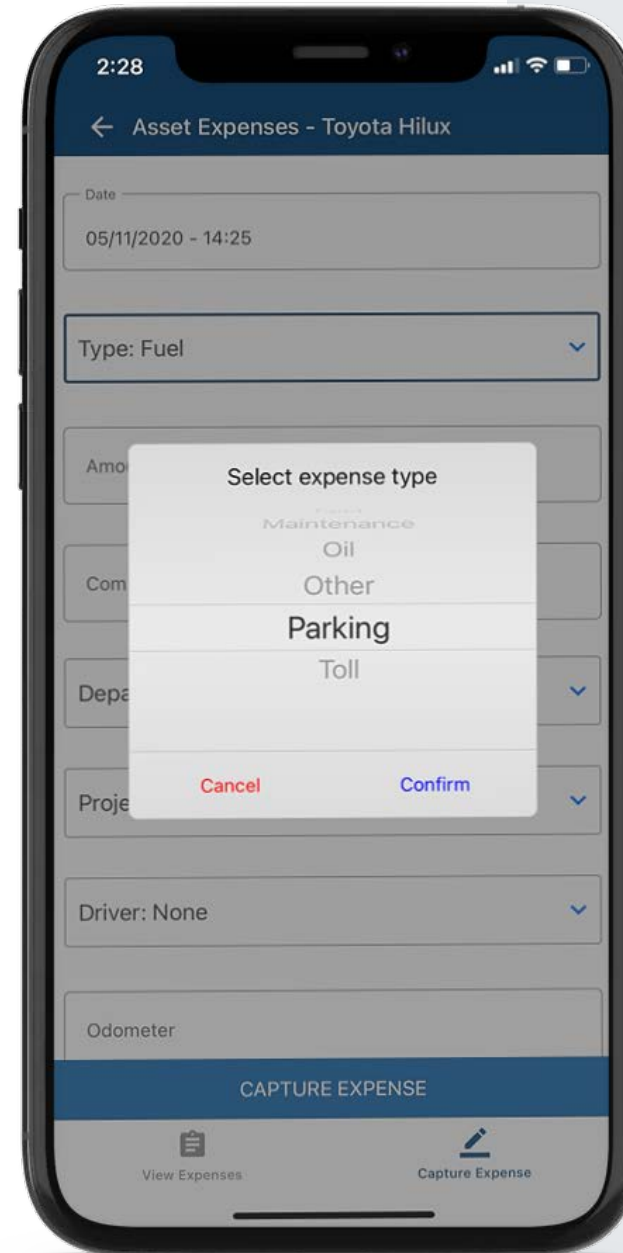 2:28
Asset Expenses - Toyota Hilux
Date
05/11/2020 - 14:25
Type: Fuel
Amo
Select expense type
Maintenance
Oil
Com
Other
Parking
Toll
Depa
Cancel
Confirm
Proje
Driver: None
Odometer
CAPTURE EXPENSE
View Expenses
Capture Expense